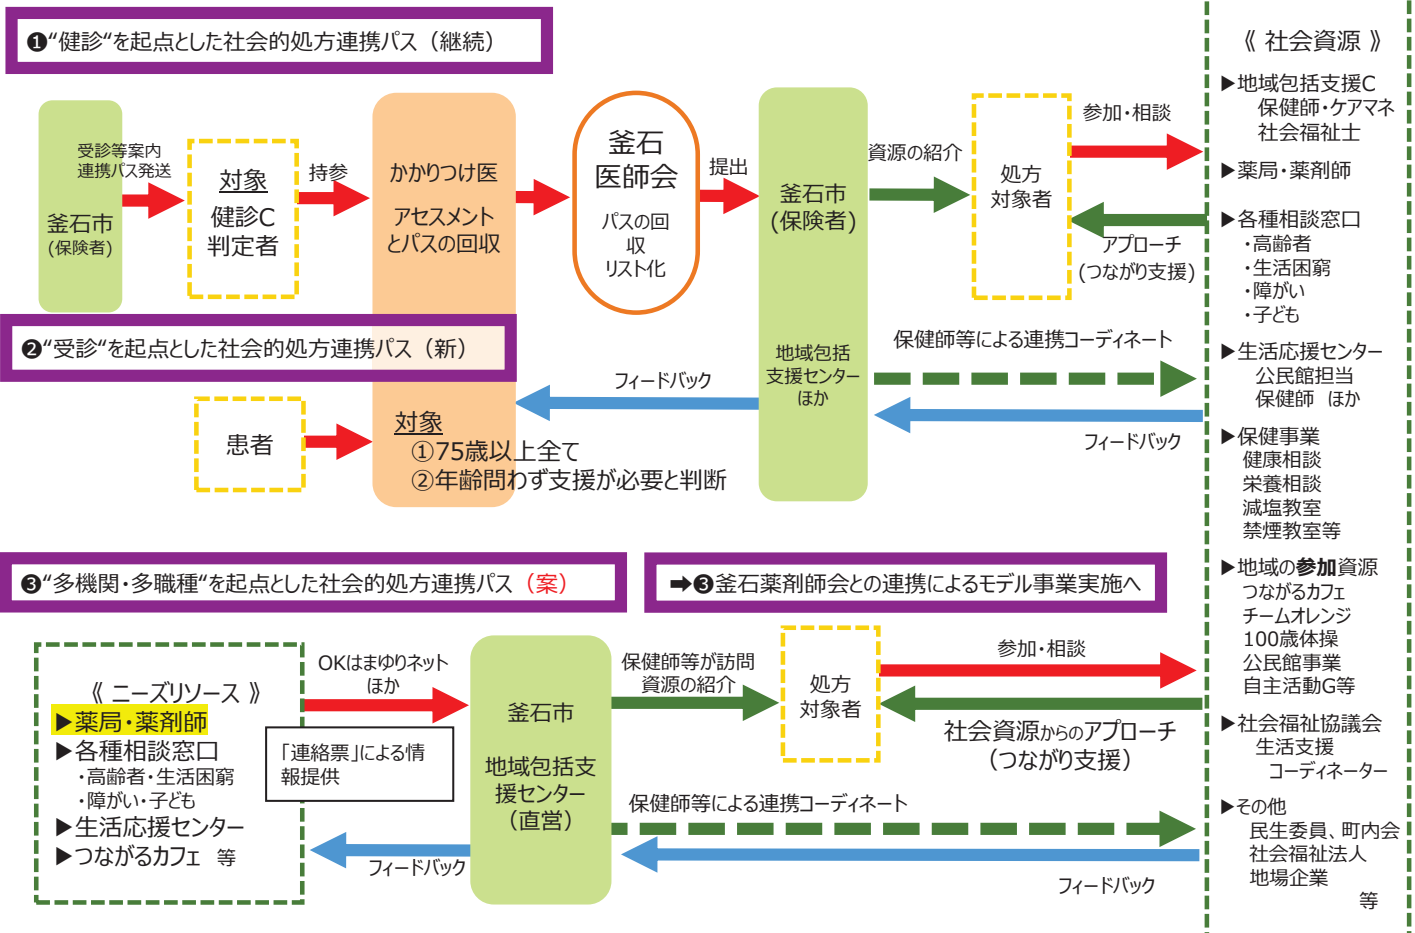 ❶“健診“を起点とした社会的処方連携パス（継続）
釜石市
(保険者)
受診等案内
連携パス発送
対象
健診C
判定者
持参
かかりつけ医
アセスメント
とパスの回収
釜石
医師会
パスの回
収
リスト化
提出
釜石市
(保険者)
地域包括
支援センター
ほか
資源の紹介
処方
対象者
参加・相談
アプローチ
(つながり支援)
保健師等による連携コーディネート
フィードバック
フィードバック
❷“受診“を起点とした社会的処方連携パス（新）
患者
対象
①75歳以上全て
②年齢問わず支援が必要と判断
❸“多機関・多職種“を起点とした社会的処方連携パス（案）
➡❸釜石薬剤師会との連携によるモデル事業実施へ
《 ニーズリソース 》
▶薬局・薬剤師
▶各種相談窓口
・高齢者・生活困窮
・障がい・子ども
▶生活応援センター
▶つながるカフェ 等
OKはまゆりネット
ほか
「連絡票」による情
報提供
フィードバック
釜石市
地域包括支
援センター
（直営）
保健師等が訪問
資源の紹介
処方
対象者
参加・相談
社会資源からのアプローチ
（つながり支援）
保健師等による連携コーディネート
フィードバック
《 社会資源 》
▶地域包括支援C
保健師・ケアマネ
社会福祉士
▶薬局・薬剤師
▶各種相談窓口
・高齢者
・生活困窮
・障がい
・子ども
▶生活応援センター
公民館担当
保健師 ほか
▶保健事業
健康相談
栄養相談
減塩教室
禁煙教室等
▶地域の参加資源
つながるカフェ
チームオレンジ
100歳体操
公民館事業
自主活動G等
▶社会福祉協議会
生活支援
コーディネーター
▶その他
民生委員、町内会
社会福祉法人
地場企業
等